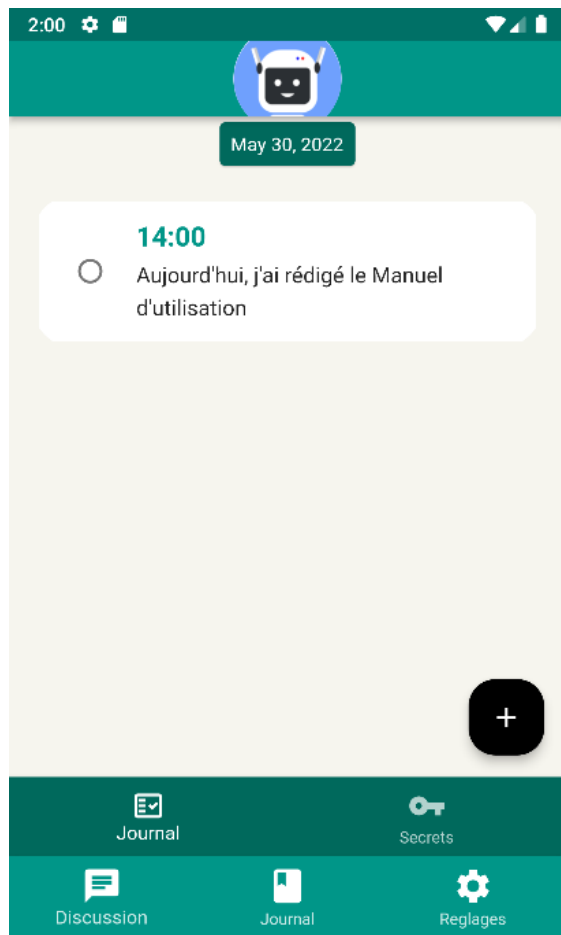 2:00
May 30, 2022
14:00
Aujourd'hui, j'ai rédigé le Manuel
d'utilisation
+
Journal
Secrets
Discussion
Journal
Reglages